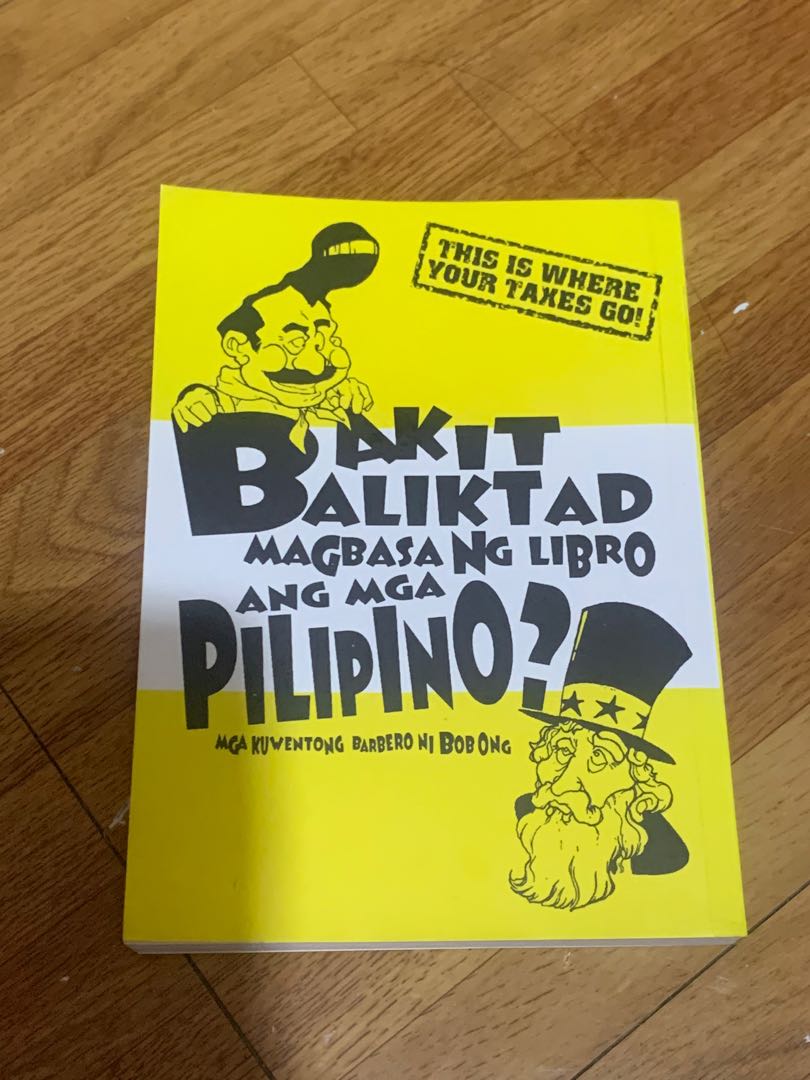 THIS IS WHERE
YOUR TAXES GO!
BAKIT
BALIKTAD
MAGBASA NG LIBRO
ANG MGA
PILIPINO?
MGA KUWENTONG BARBERO NI BOB ONG